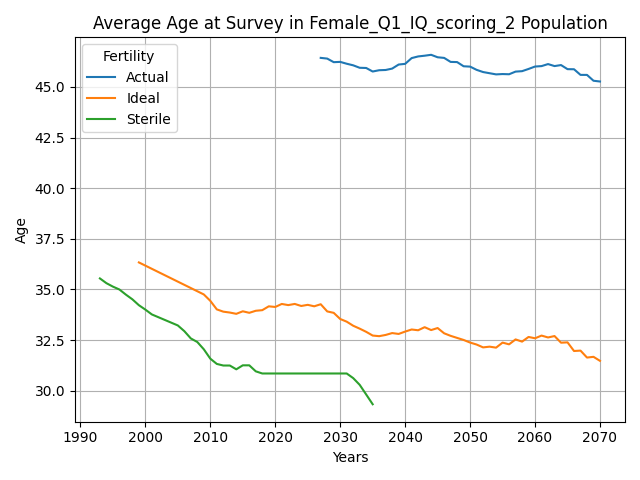 Average Age at Survey in Female_Q1_IQ_scoring_2 Population
Fertility
Actual
Ideal
Sterile
45.0
42.5
40.0
37.5
35.0
32.5
30.0
Age
1990 2000 2010 2020 2030 2040 2050 2060 2070
Years